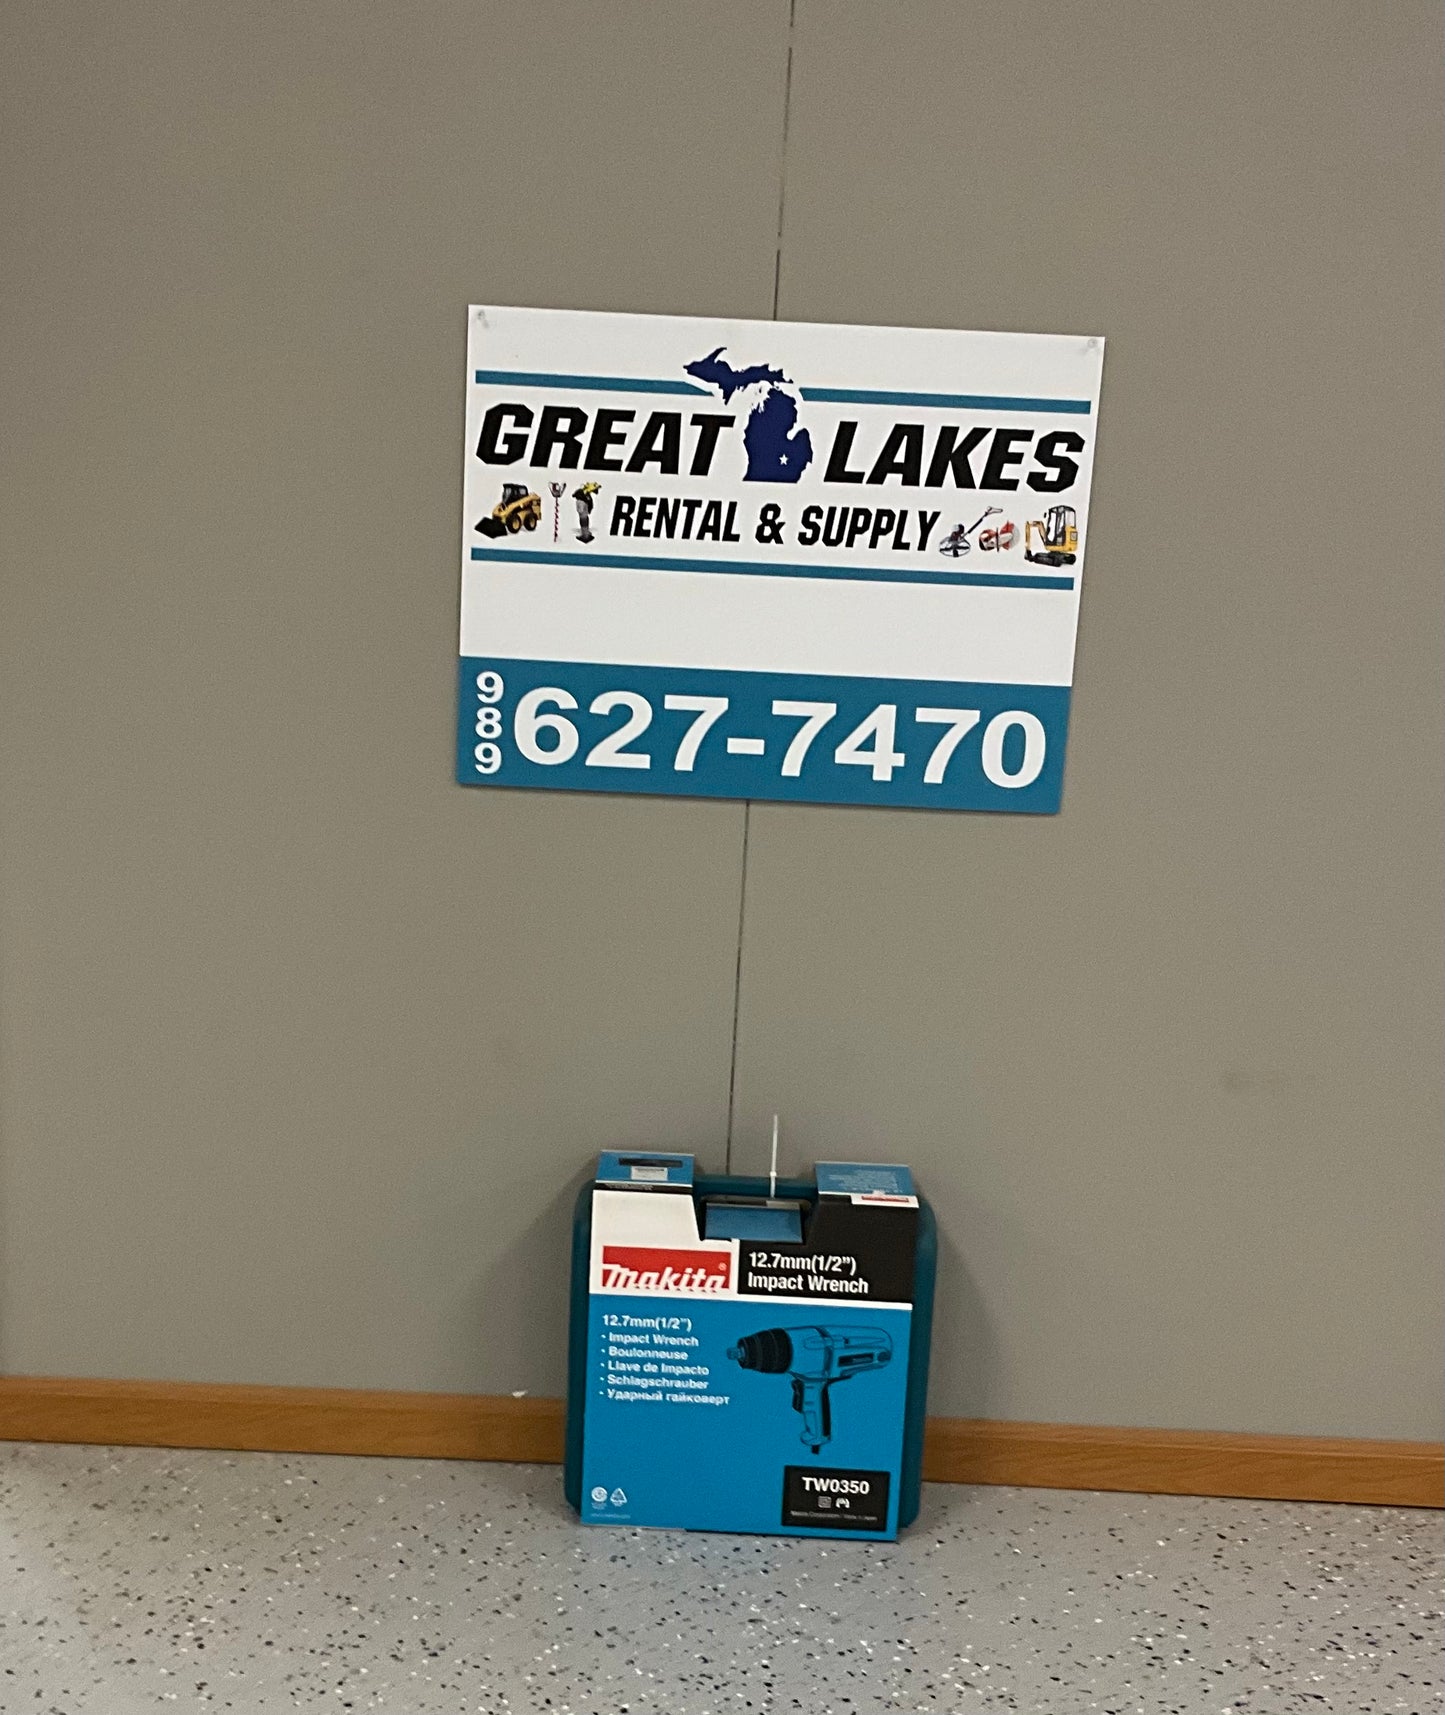 GREAT LAKES
RENTAL & SUPPLY
989 627-7470
makita®
12.7mm(1/2")
Impact Wrench
12.7mm(1/2")
• Impact Wrench
• Boulonneuse
• Llave de Impacto
• Schlagschrauber
• Ударный гайковерт
TW0350